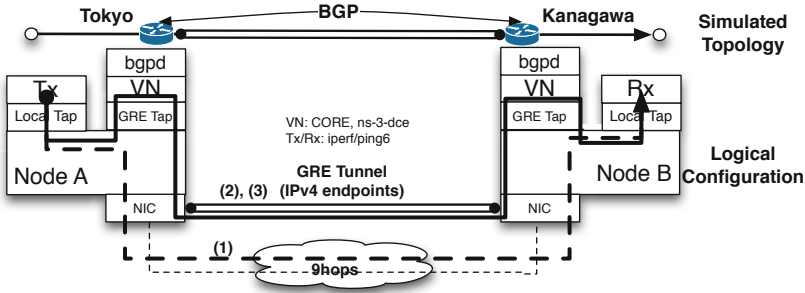 Tokyo
BGP
Kanagawa
Simulated
Topology
bgpd
VN
GRE Tap
Tx
Local Tap
Node A
NIC
VN: CORE, ns-3-dce
Tx/Rx: iperf/ping6
GRE Tunnel
(2), (3) (IPv4 endpoints)
(1)
9hops
bgpd
VN
GRE Tap
Rx
Local Tap
Node B
NIC
Logical
Configuration